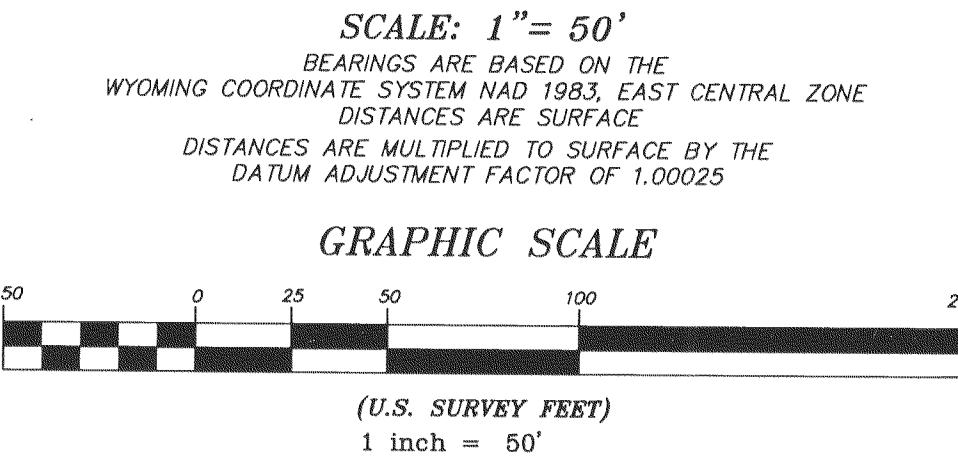 SCALE: 1"= 50'
BEARINGS ARE BASED ON THE
WYOMING COORDINATE SYSTEM NAD 1983, EAST CENTRAL ZONE
DISTANCES ARE SURFACE
DISTANCES ARE MULTIPLIED TO SURFACE BY THE
DATUM ADJUSTMENT FACTOR OF 1.00025
GRAPHIC SCALE
50 0 25 50 100 2
(U.S. SURVEY FEET)
1 inch = 50'